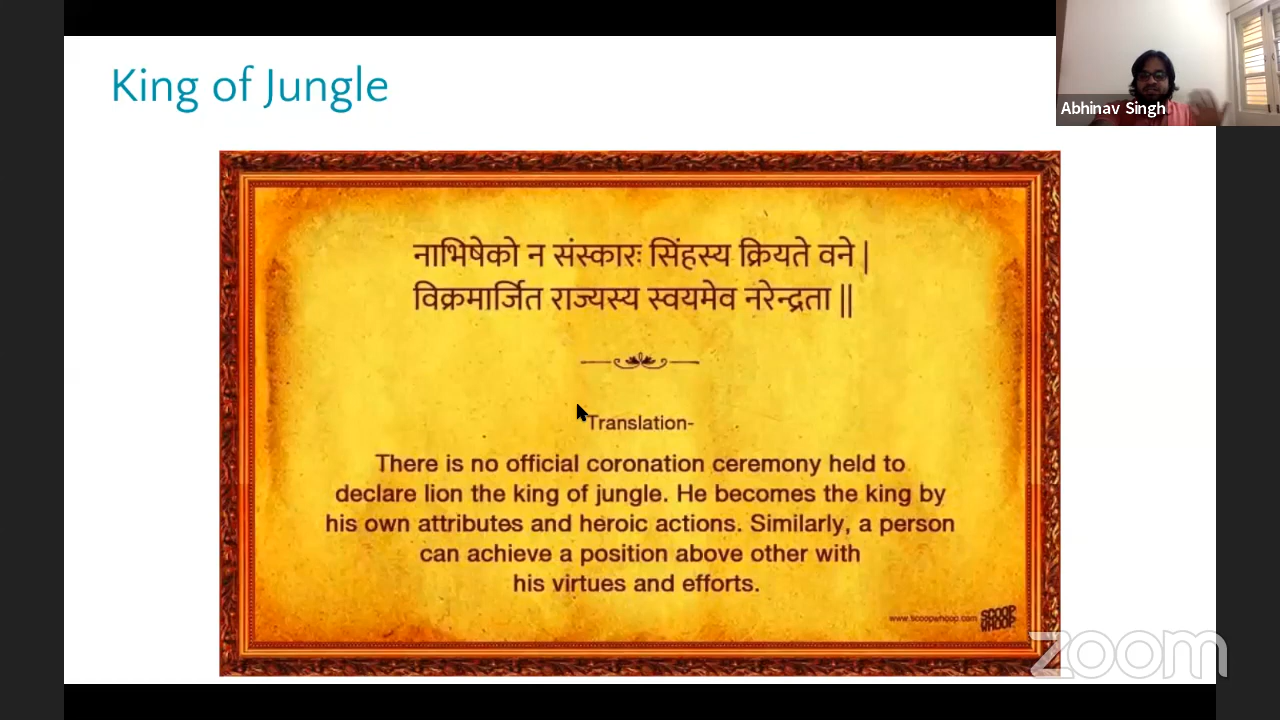 King of Jungle
Abhinav Singh
नाभिषेको न संस्कारः सिंहस्य क्रियते वने |
विक्रमार्जित राज्यस्य स्वयमेव नरेन्द्रता ||
Translation-
There is no official coronation ceremony held to
declare lion the king of jungle. He becomes the king by
his own attributes and heroic actions. Similarly, a person
can achieve a position above other with
his virtues and efforts.
www.scoopwhoop.com
SCOOP
WHOOP
zoom